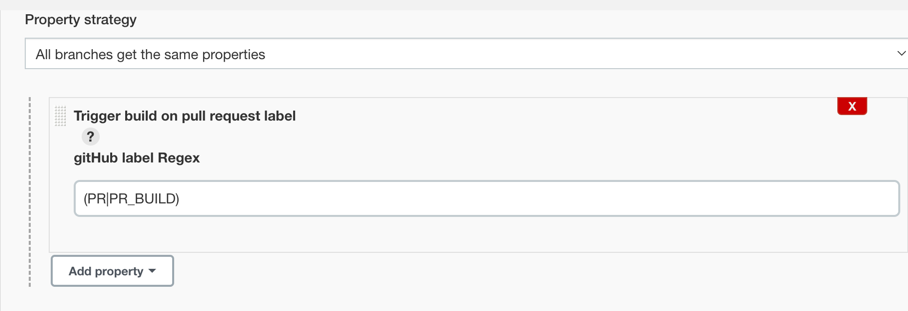 Property strategy
All branches get the same properties
Trigger build on pull request label
X
?
gitHub label Regex
(PR|PR_BUILD)
Add property